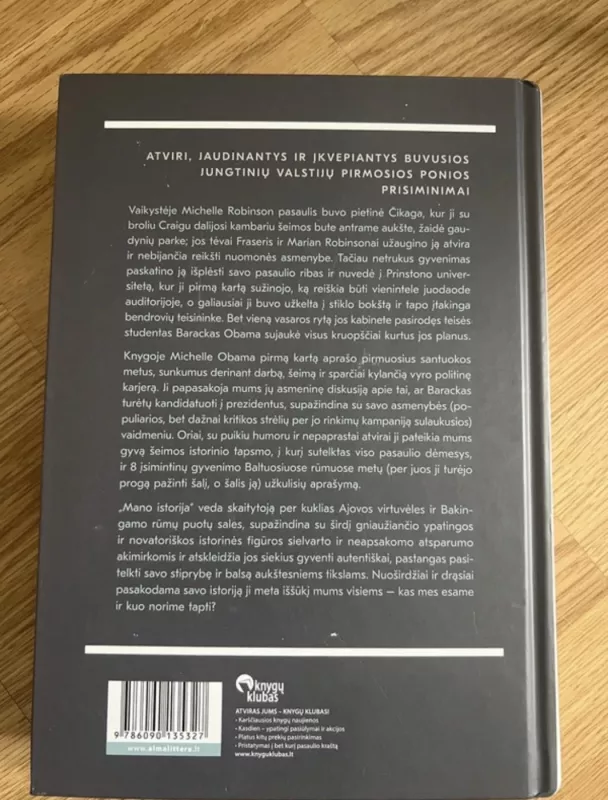 ATVIRI, JAUDINANTYS IR ĮKVEPIANTYS BUVUSIOS
JUNGTINIŲ VALSTIJŲ PIRMOSIOS PONIOS
PRISIMINIMAI
Vaikystėje Michelle Robinson pasaulis buvo pietinė Čikaga, kur ji su
broliu Craigu dalijosi kambariu šeimos bute antrame aukšte, žaidė gau-
dynių parke; jos tėvai Fraseris ir Marian Robinsonai užaugino ją atvira
ir nebijančia reikšti nuomonės asmenybe. Tačiau netrukus gyvenimas
paskatino ją išplėsti savo pasaulio ribas ir nuvedė į Prinstono univer-
sitetą, kur ji pirmą kartą sužinojo, ką reiškia būti vienintele juodaode
auditorijoje, o galiausiai ji buvo užkelta į stiklo bokštą ir tapo įtakinga
bendrovių teisininke. Bet vieną vasaros rytą jos kabinete pasirodęs teisės
studentas Barackas Obama sujaukė visus kruopščiai kurtus jos planus.
Knygoje Michelle Obama pirmą kartą aprašo pirmuosius santuokos
metus, sunkumus derinant darbą, šeimą ir sparčiai kylančią vyro politinę
karjerą. Ji papasakoja mums jų asmeninę diskusiją apie tai, ar Barackas
turėtų kandidatuoti į prezidentus, supažindina su savo asmenybės (po-
puliarios, bet dažnai kritikos strėlių per jo rinkimų kampaniją sulaukusios)
vaidmeniu. Oriai, su puikiu humoru ir nepaprastai atvirai ji pateikia mums
gyvą šeimos istorinio tapsmo, į kurį sutelktas viso pasaulio dėmesys,
ir 8 įsimintinų gyvenimo Baltuosiuose rūmuose metų (per juos ji turėjo
progą pažinti šalį, o šalis ją) užkulisių aprašymą.
„Mano istorija“ veda skaitytoją per kuklias Ajovos virtuvėles ir Bakin-
gamo rūmų puotų sales, supažindina su širdį gniaužiančio ypatingos
ir novatoriškos istorinės figūros sielvarto ir neapsakomo atsparumo
akimirkomis ir atskleidžia jos siekius gyventi autentiškai, pastangas pasi-
telkti savo stiprybę ir balsą aukštesniems tikslams. Nuoširdžiai ir drąsiai
pasakodama savo istoriją ji meta iššūkį mums visiems – kas mes esame
ir kuo norime tapti?
9 786090 135327
www.almalittera.lt
knygų
klubas
ATVIRAS JUMS – KNYGŲ KLUBAS!
• Karščiausios knygų naujienos
• Kasdien – ypatingi pasiūlymai ir akcijos
• Platus kitų prekių pasirinkimas
• Pristatymas į bet kurį pasaulio kraštą
www.knyguklubas.lt